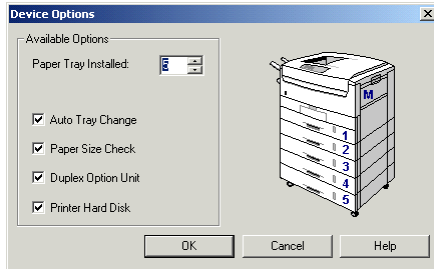 Device Options
Available Options
Paper Tray Installed: 5
Auto Tray Change
Paper Size Check
Duplex Option Unit
Printer Hard Disk
M
1
2
3
4
5
OK Cancel Help